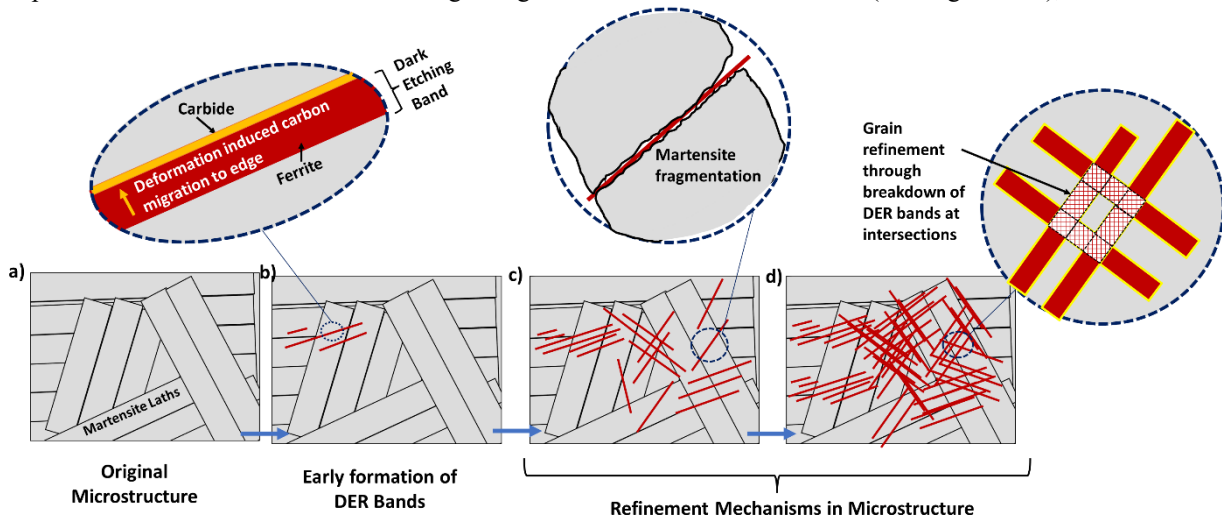 Dark
Etching
Band
Carbide
Deformation induced carbon
migration to edge
Ferrite
Martensite
fragmentation
Grain
refinement
through
breakdown of
DER bands at
intersections
a)
b)
c)
d)
Martensite Laths
Original
Microstructure
Early formation of
DER Bands
Refinement Mechanisms in Microstructure